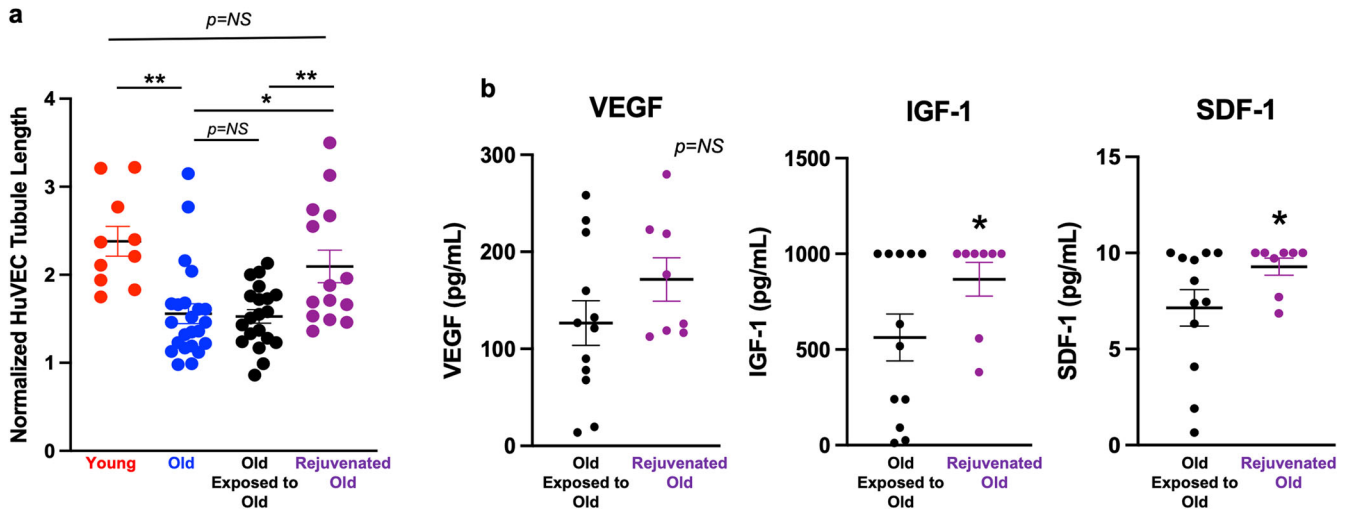 a
p=NS
**
**
*
p=NS
Normalized HuVEC Tubule Length
4
3
2
1
0
Young
Old
Old
Exposed to
Old
Rejuvenated
Old
b
VEGF
p=NS
VEGF (pg/mL)
300
200
100
0
Old
Exposed to
Old
Rejuvenated
Old
IGF-1
*
IGF-1 (pg/mL)
1500
1000
500
0
Old
Exposed to
Old
Rejuvenated
Old
SDF-1
*
SDF-1 (pg/mL)
15
10
5
0
Old
Exposed to
Old
Rejuvenated
Old